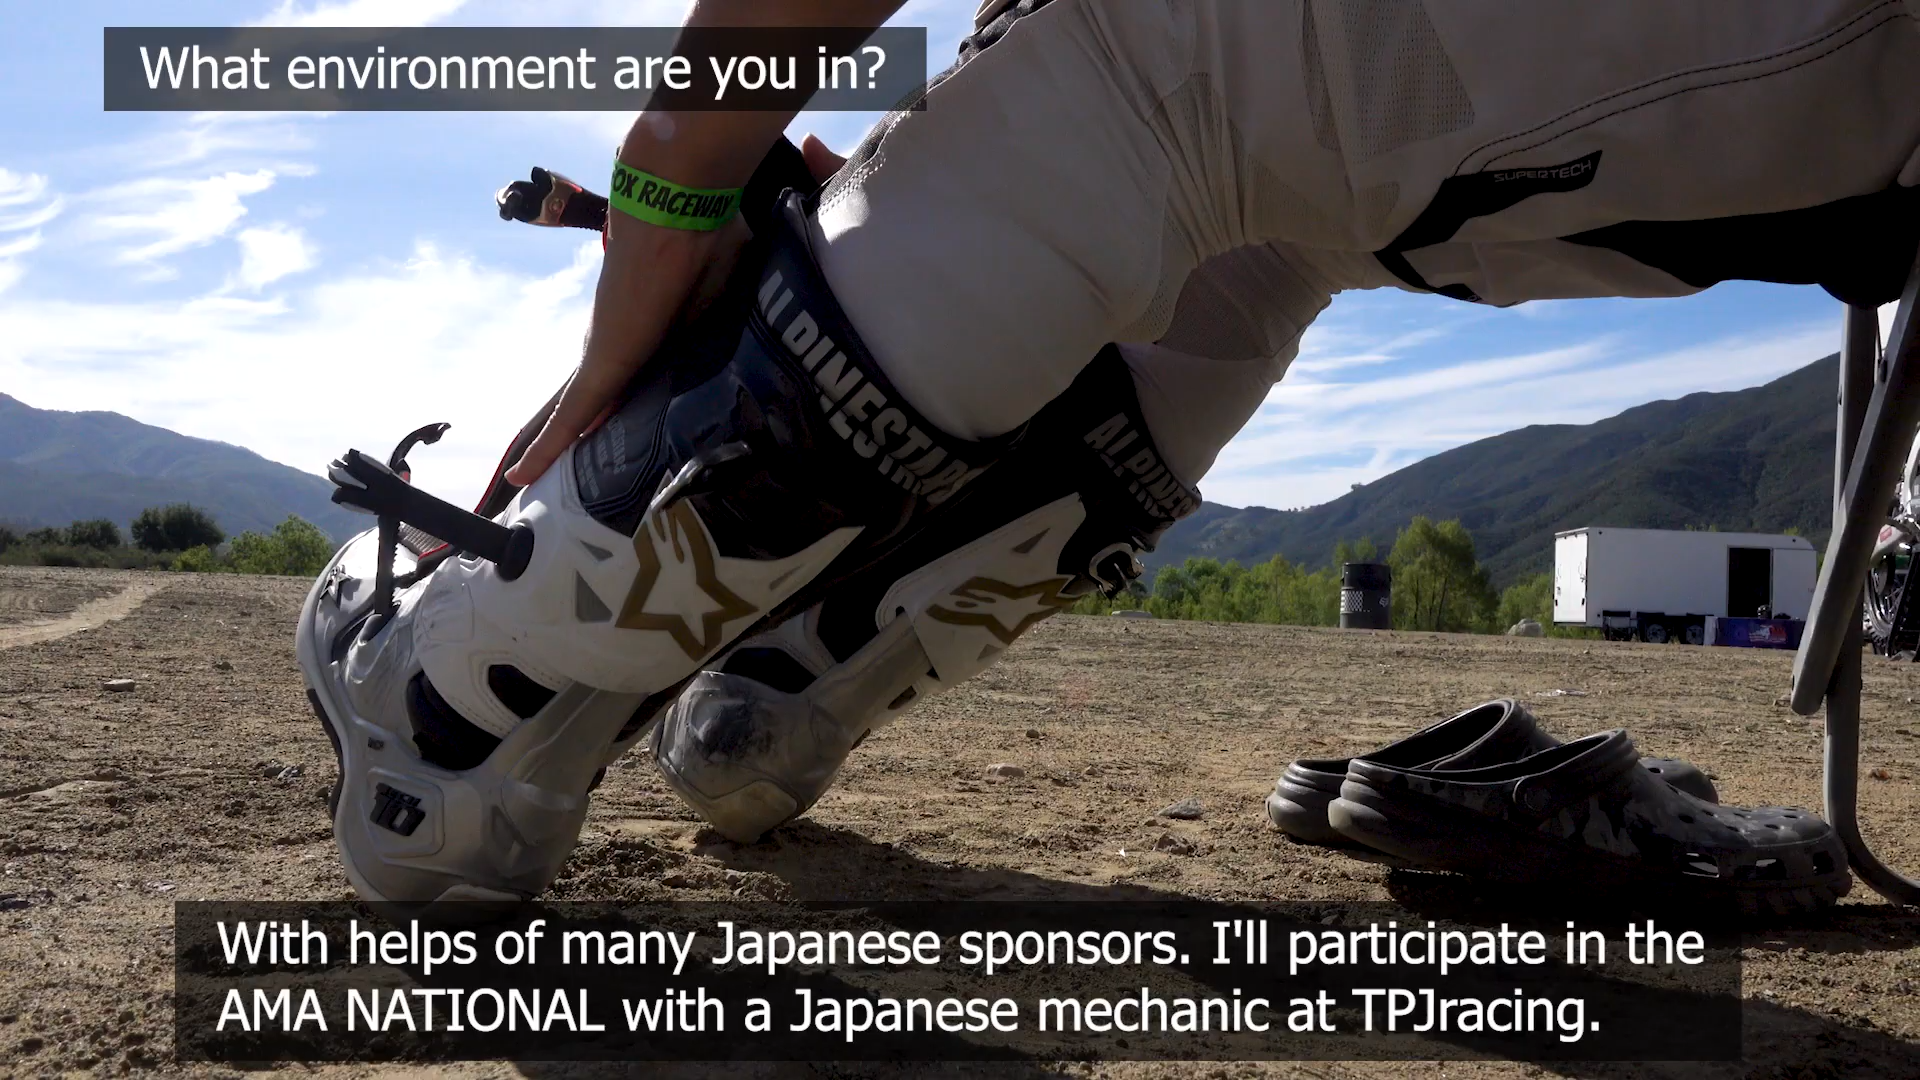 What environment are you in?
OX RACEWAY
SUPERTECH
ALPINESTARS
ALPINES
10
With helps of many Japanese sponsors. I'll participate in the
AMA NATIONAL with a Japanese mechanic at TPJracing.